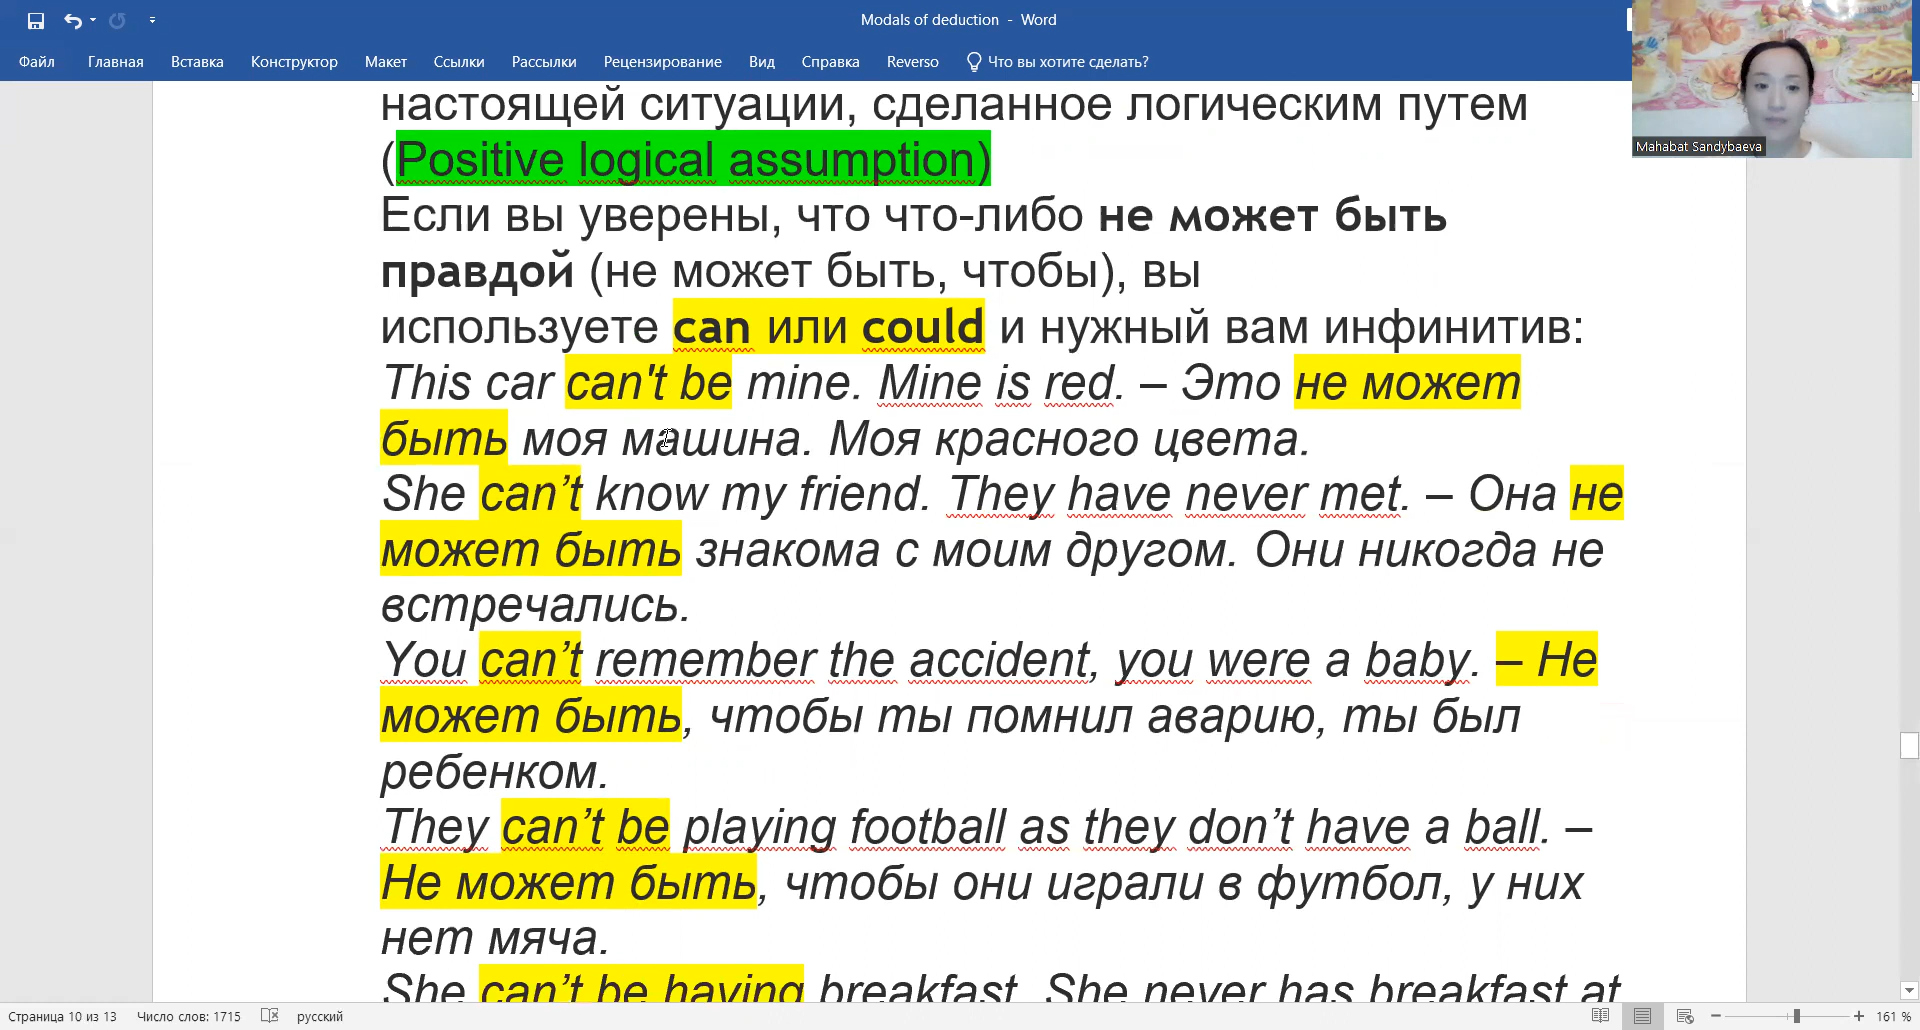 Modals of deduction - Word
Файл Главная Вставка Конструктор Макет Ссылки Рассылки Рецензирование Вид Справка Reverso Что вы хотите сделать?
Mahabat Sandybaeva
настоящей ситуации, сделанное логическим путем
(Positive logical assumption)
Если вы уверены, что что-либо не может быть
правдой (не может быть, чтобы), вы
используете can или could и нужный вам инфинитив:
This car can't be mine. Mine is red. – Это не может
быть моя машина. Моя красного цвета.
She can’t know my friend. They have never met. – Она не
может быть знакома с моим другом. Они никогда не
встречались.
You can’t remember the accident, you were a baby. – Не
может быть, чтобы ты помнил аварию, ты был
ребенком.
They can’t be playing football as they don’t have a ball. –
Не может быть, чтобы они играли в футбол, у них
нет мяча.
She can’t be having breakfast. She never has breakfast at
Страница 10 из 13 Число слов: 1715 русский 161 %